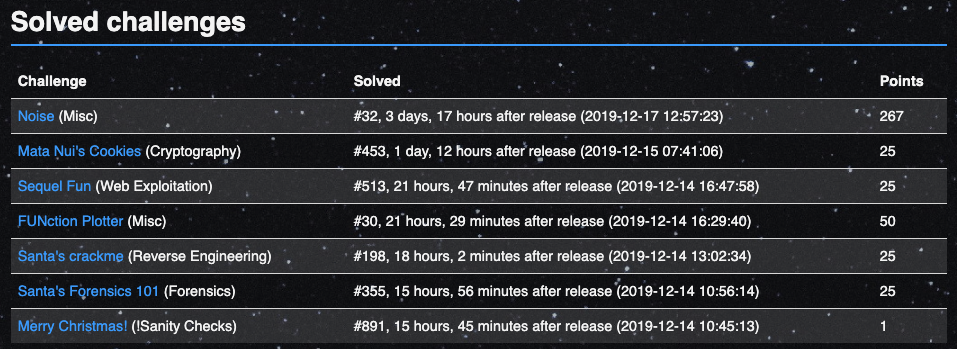 Solved challenges
Challenge Solved Points
Noise (Misc) #32, 3 days, 17 hours after release (2019-12-17 12:57:23) 267
Mata Nui's Cookies (Cryptography) #453, 1 day, 12 hours after release (2019-12-15 07:41:06) 25
Sequel Fun (Web Exploitation) #513, 21 hours, 47 minutes after release (2019-12-14 16:47:58) 25
FUNction Plotter (Misc) #30, 21 hours, 29 minutes after release (2019-12-14 16:29:40) 50
Santa's crackme (Reverse Engineering) #198, 18 hours, 2 minutes after release (2019-12-14 13:02:34) 25
Santa's Forensics 101 (Forensics) #355, 15 hours, 56 minutes after release (2019-12-14 10:56:14) 25
Merry Christmas! (!Sanity Checks) #891, 15 hours, 45 minutes after release (2019-12-14 10:45:13) 1